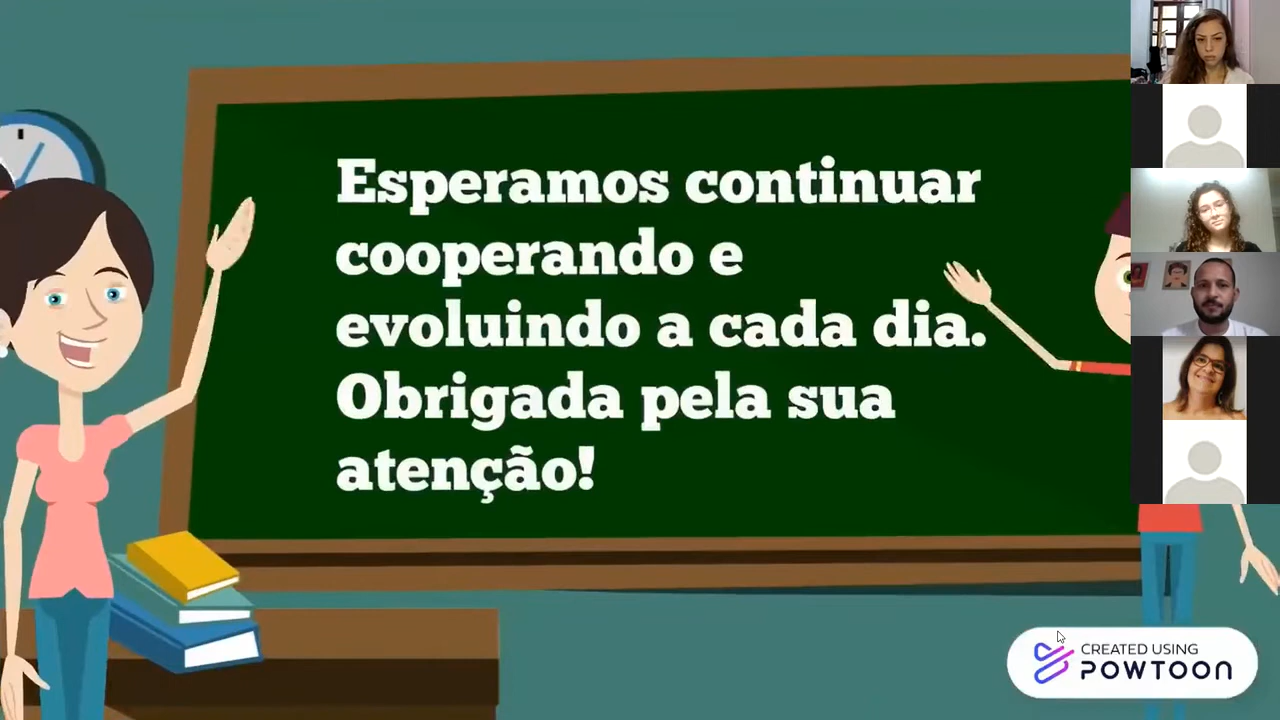 Esperamos continuar
cooperando e
evoluindo a cada dia.
Obrigada pela sua
atenção!
CREATED USING
POWTOON